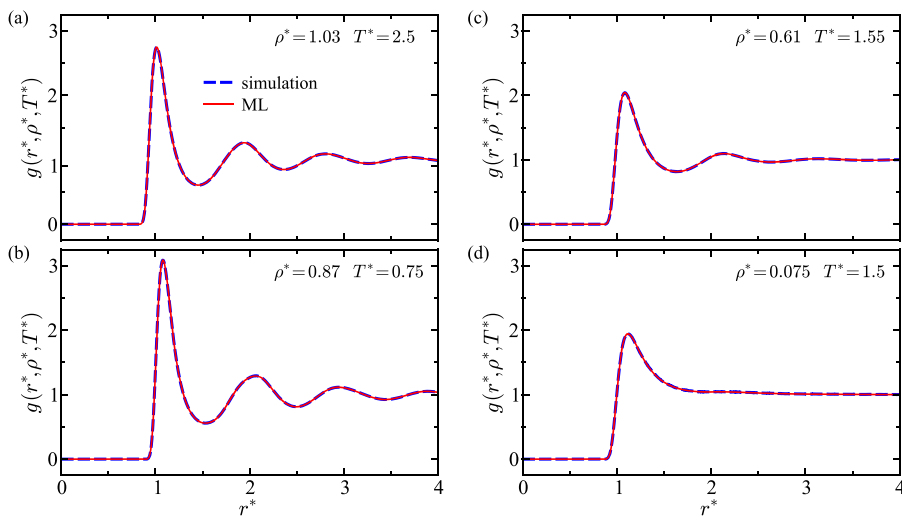 (a)
ρ*=1.03 T*=2.5
simulation
ML
3
2
1
0
g(r*,ρ*,T*)
(b)
ρ*=0.87 T*=0.75
3
2
1
0
g(r*,ρ*,T*)
0 1 2 3 4
r*
(c)
ρ*=0.61 T*=1.55
3
2
1
0
g(r*,ρ*,T*)
(d)
ρ*=0.075 T*=1.5
3
2
1
0
g(r*,ρ*,T*)
0 1 2 3 4
r*